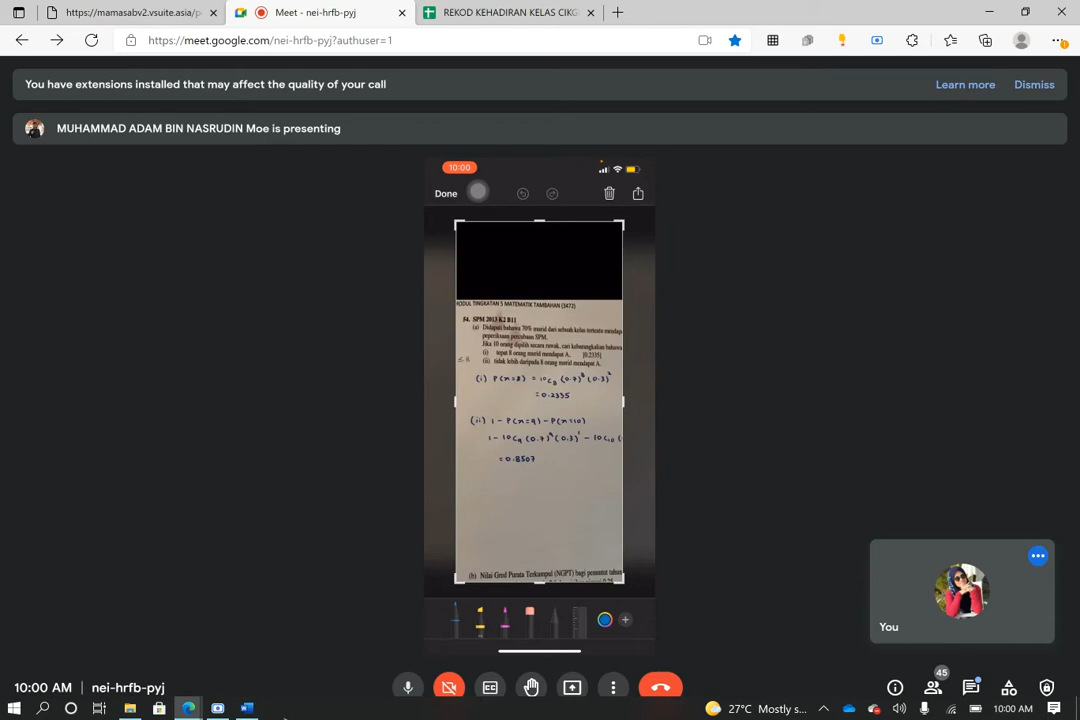 https://mamasabv2.vsuite.asia/p
Meet - nei-hrfb-pyj
REKOD KEHADIRAN KELAS CIKG
https://meet.google.com/nei-hrfb-pyj?authuser=1
You have extensions installed that may affect the quality of your call
Learn more
Dismiss
MUHAMMAD ADAM BIN NASRUDIN Moe is presenting
10:00
Done
MODUL TINGKATAN 5 MATEMATIK TAMBAHAN (3472)
54. SPM 2013 K2 B11
(a) Didapati bahawa 70% murid dari sebuah kelas tertentu mendapa
peperiksaan percubaan SPM.
Jika 10 orang dipilih secara rawak, cari kebarangkalian bahawa
(i) tepat 8 orang murid mendapat A. [0.2335]
≤ 8 (ii) tidak lebih daripada 8 orang murid mendapat A.
(i) P(x=8) = 10C8 (0.7)^8 (0.3)^2
= 0.2335
(ii) 1 - P(x=9) - P(x=10)
1 - 10C9 (0.7)^9 (0.3)^1 - 10C10 (
= 0.8507
(b) Nilai Gred Purata Terkumpul (NGPT) bagi penuntut tahun
You
10:00 AM
nei-hrfb-pyj
45
27°C Mostly s...
10:00 AM